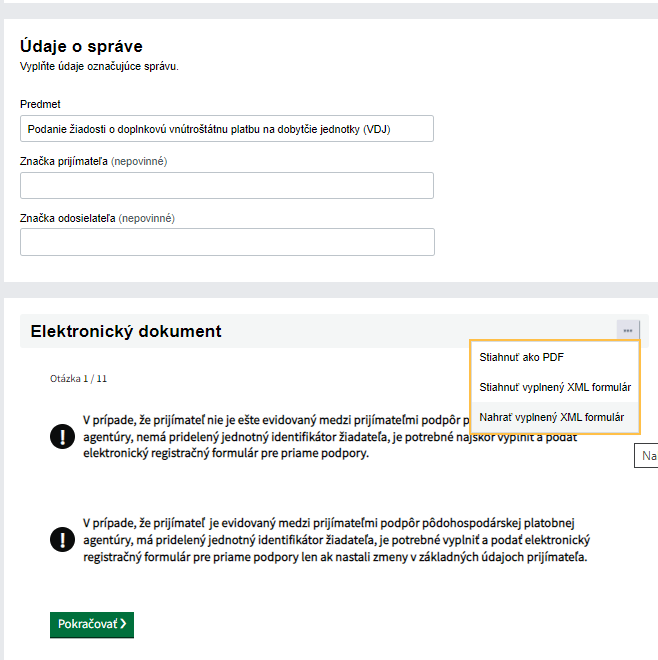 Údaje o správe
Vyplňte údaje označujúce správu.
Predmet
Podanie žiadosti o doplnkovú vnútroštátnu platbu na dobytčie jednotky (VDJ)
Značka prijímateľa (nepovinné)
Značka odosielateľa (nepovinné)
Elektronický dokument
...
Stiahnuť ako PDF
Stiahnuť vyplnený XML formulár
Nahrať vyplnený XML formulár
Na
Otázka 1 / 11
V prípade, že prijímateľ nie je ešte evidovaný medzi prijímateľmi podpôr
agentúry, nemá pridelený jednotný identifikátor žiadateľa, je potrebné najskôr vyplniť a podať
elektronický registračný formulár pre priame podpory.
V prípade, že prijímateľ je evidovaný medzi prijímateľmi podpôr pôdohospodárskej platobnej
agentúry, má pridelený jednotný identifikátor žiadateľa, je potrebné vyplniť a podať elektronický
registračný formulár pre priame podpory len ak nastali zmeny v základných údajoch prijímateľa.
Pokračovať